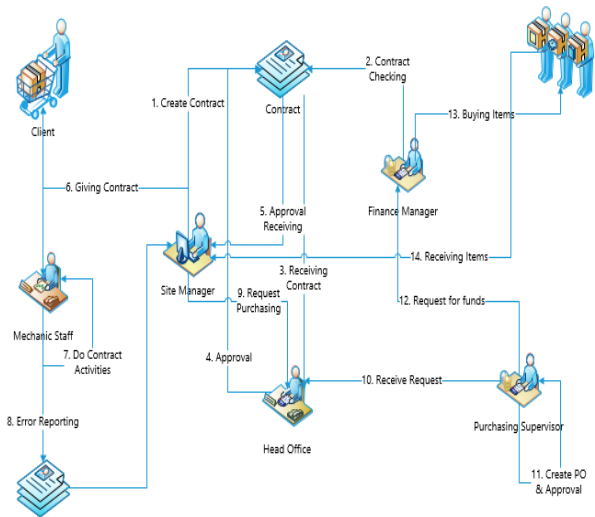 2. Contract
Checking
1. Create Contract
Contract
13. Buying Items
Client
6. Giving Contract
5. Approval
Receiving
Finance Manager
14. Receiving Items
3. Receiving
Contract
Site Manager
9. Request
Purchasing
12. Request for funds
Mechanic Staff
7. Do Contract
Activities
4. Approval
10. Receive Request
8. Error Reporting
Head Office
Purchasing Supervisor
11. Create PO
& Approval